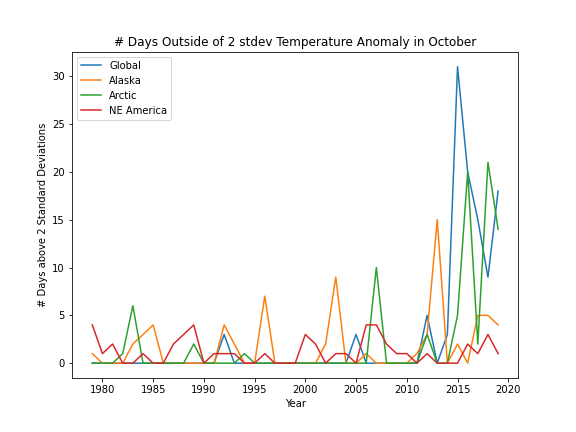 # Days Outside of 2 stdev Temperature Anomaly in October
Global
Alaska
Arctic
NE America
# Days above 2 Standard Deviations
30
25
20
15
10
5
0
1980 1985 1990 1995 2000 2005 2010 2015 2020
Year